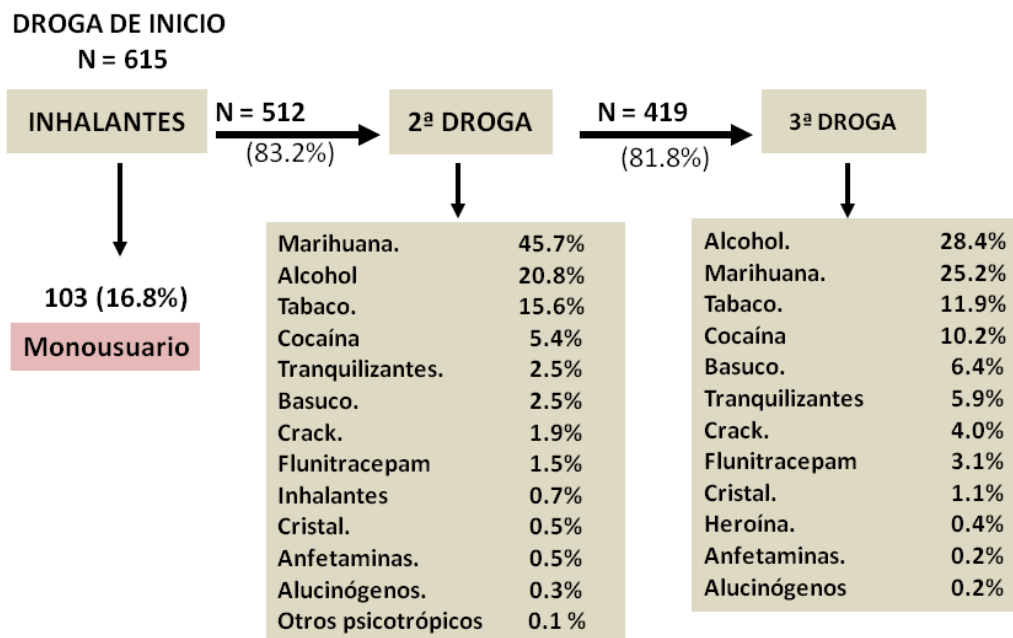 DROGA DE INICIO
N = 615
INHALANTES
N = 512
(83.2%)
2ª DROGA
N = 419
(81.8%)
3ª DROGA
103 (16.8%)
Monousuario
Marihuana. 45.7%
Alcohol 20.8%
Tabaco. 15.6%
Cocaína 5.4%
Tranquilizantes. 2.5%
Basuco. 2.5%
Crack. 1.9%
Flunitracepam 1.5%
Inhalantes 0.7%
Cristal. 0.5%
Anfetaminas. 0.5%
Alucinógenos. 0.3%
Otros psicotrópicos 0.1 %
Alcohol. 28.4%
Marihuana. 25.2%
Tabaco. 11.9%
Cocaína 10.2%
Basuco. 6.4%
Tranquilizantes 5.9%
Crack. 4.0%
Flunitracepam 3.1%
Cristal. 1.1%
Heroína. 0.4%
Anfetaminas. 0.2%
Alucinógenos 0.2%